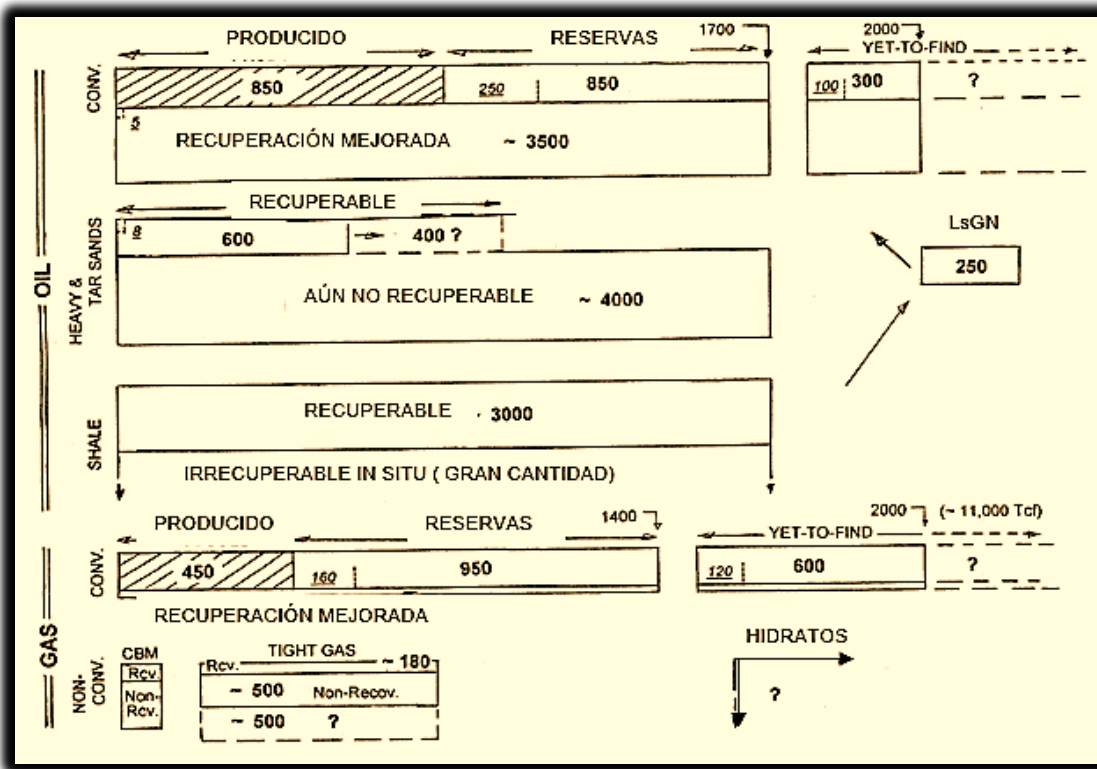 PRODUCIDO RESERVAS 1700 2000 YET-TO-FIND
OIL
CONV.
850 250 850 100 300 ?
5
RECUPERACIÓN MEJORADA ~ 3500
HEAVY & TAR SANDS
RECUPERABLE
8 600 400 ?
AÚN NO RECUPERABLE ~ 4000
LsGN
250
SHALE
RECUPERABLE 3000
IRRECUPERABLE IN SITU ( GRAN CANTIDAD)
PRODUCIDO RESERVAS 1400 YET-TO-FIND 2000 (~ 11,000 Tcf)
GAS
CONV.
450 160 950 120 600 ?
RECUPERACIÓN MEJORADA
NON-CONV.
CBM
Rcv.
Non-
Rcv.
TIGHT GAS
Rcv. ~ 180
~ 500 Non-Recov.
~ 500 ?
HIDRATOS
?